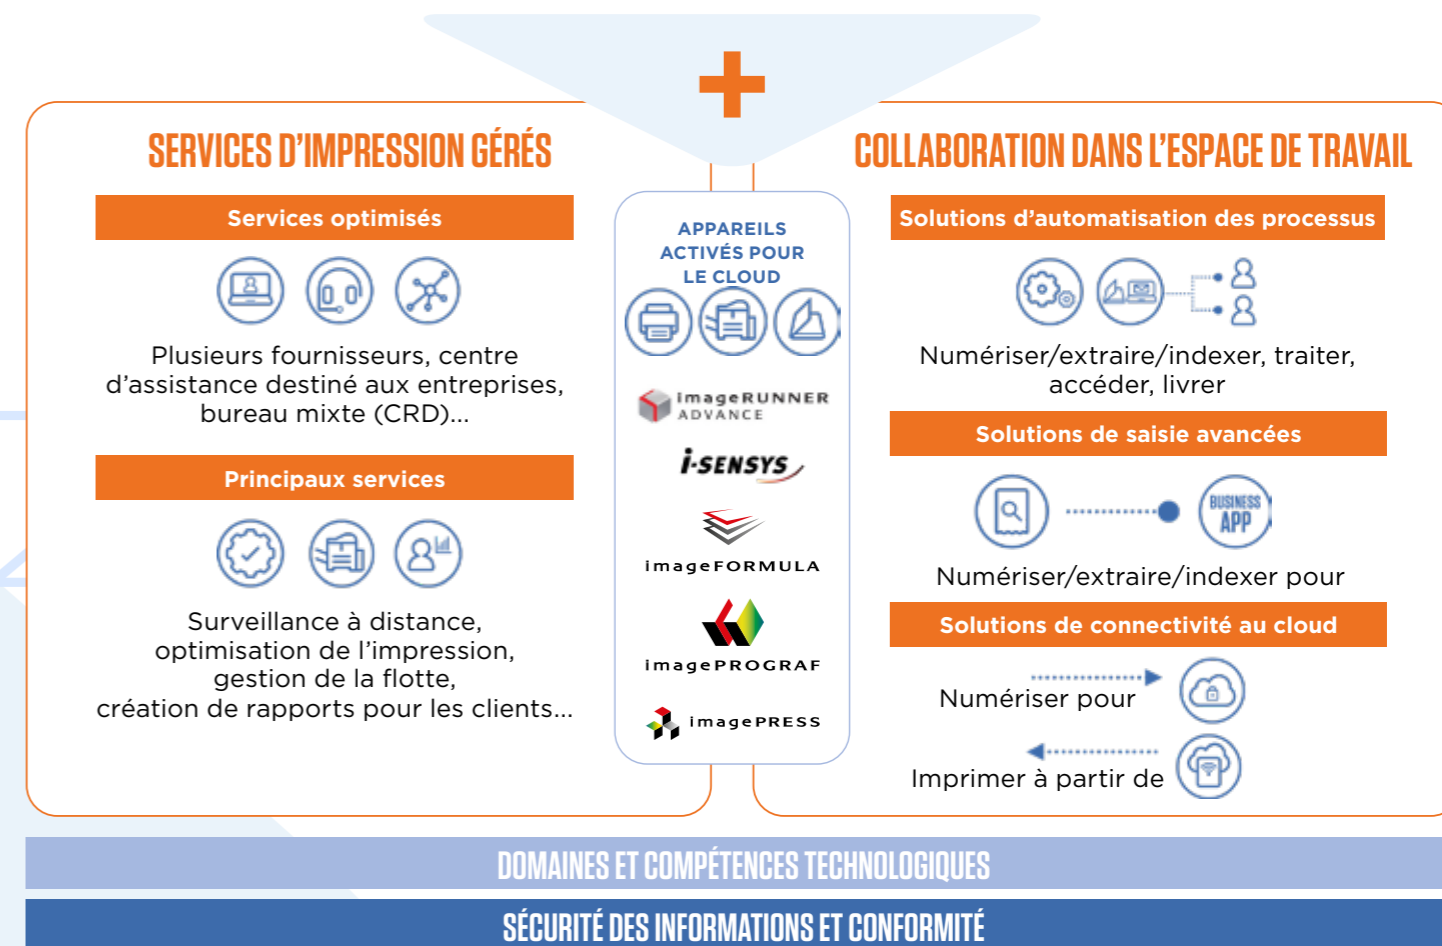 SERVICES D’IMPRESSION GÉRÉS
Services optimisés
Plusieurs fournisseurs, centre
d’assistance destiné aux entreprises,
bureau mixte (CRD)...
Principaux services
Surveillance à distance,
optimisation de l’impression,
gestion de la flotte,
création de rapports pour les clients...
APPAREILS
ACTIVÉS POUR
LE CLOUD
imageRUNNER
ADVANCE
i-SENSYS
imageFORMULA
imagePROGRAF
imagePRESS
COLLABORATION DANS L’ESPACE DE TRAVAIL
Solutions d’automatisation des processus
Numériser/extraire/indexer, traiter,
accéder, livrer
Solutions de saisie avancées
BUSINESS
APP
Numériser/extraire/indexer pour
Solutions de connectivité au cloud
Numériser pour
Imprimer à partir de
DOMAINES ET COMPÉTENCES TECHNOLOGIQUES
SÉCURITÉ DES INFORMATIONS ET CONFORMITÉ